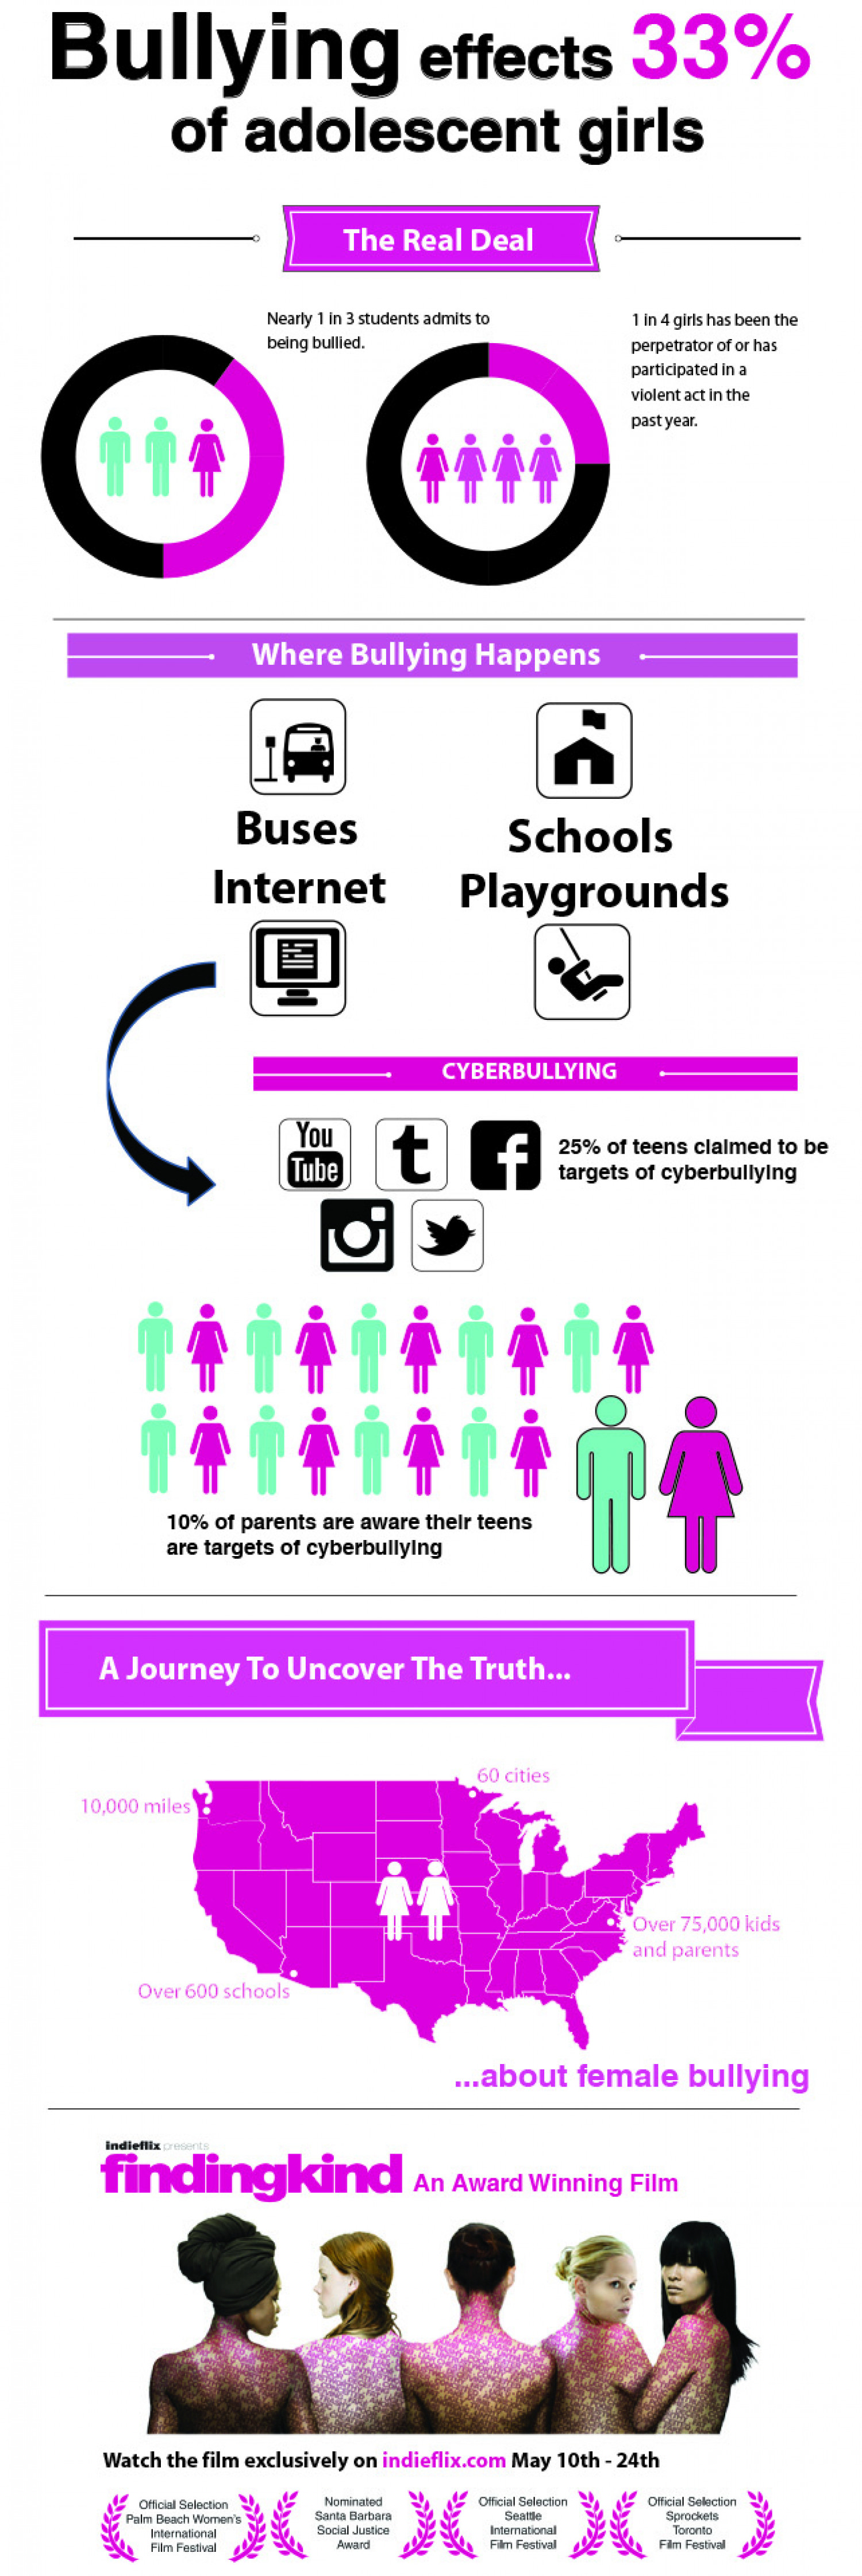 Bullying effects 33%
of adolescent girls
The Real Deal
Nearly 1 in 3 students admits to
being bullied.
1 in 4 girls has been the
perpetrator of or has
participated in a
violent act in the
past year.
Where Bullying Happens
Buses
Schools
Internet
Playgrounds
CYBERBULLYING
You
Tube
t
f
25% of teens claimed to be
targets of cyberbullying
10% of parents are aware their teens
are targets of cyberbullying
A Journey To Uncover The Truth...
60 cities
10,000 miles
Over 75,000 kids
and parents
Over 600 schools
...about female bullying
indieflix presents
findingkind An Award Winning Film
Watch the film exclusively on indieflix.com May 10th - 24th
Official Selection
Palm Beach Women's
International
Film Festival
Nominated
Santa Barbara
Social Justice
Award
Official Selection
Seattle
International
Film Festival
Official Selection
Sprockets
Toronto
Film Festival